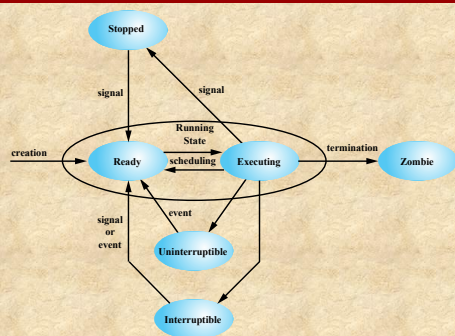 Stopped
signal
signal
Running
State
creation
Ready
scheduling
Executing
termination
Zombie
signal
or
event
event
Uninterruptible
Interruptible